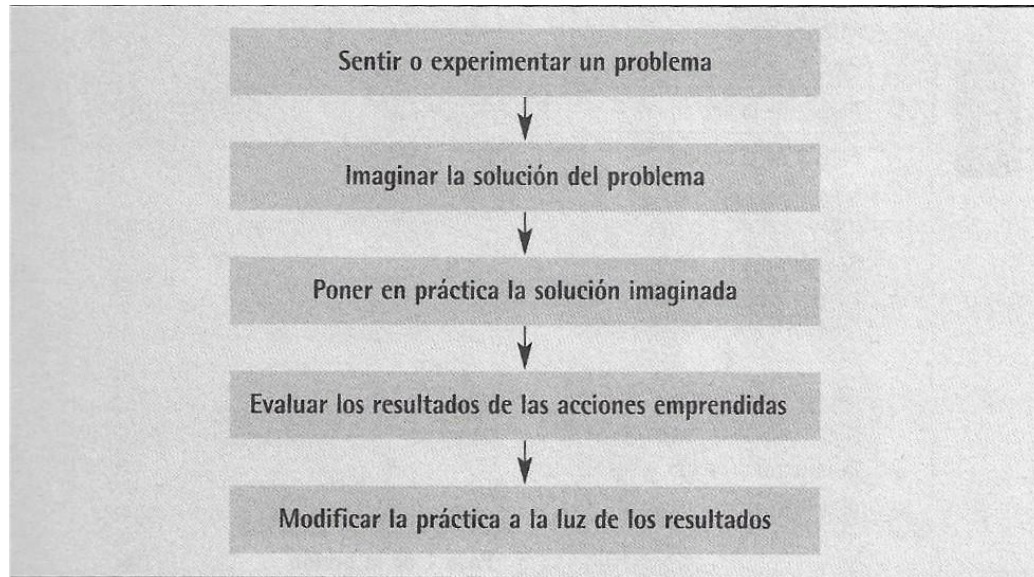 Sentir o experimentar un problema
Imaginar la solución del problema
Poner en práctica la solución imaginada
Evaluar los resultados de las acciones emprendidas
Modificar la práctica a la luz de los resultados